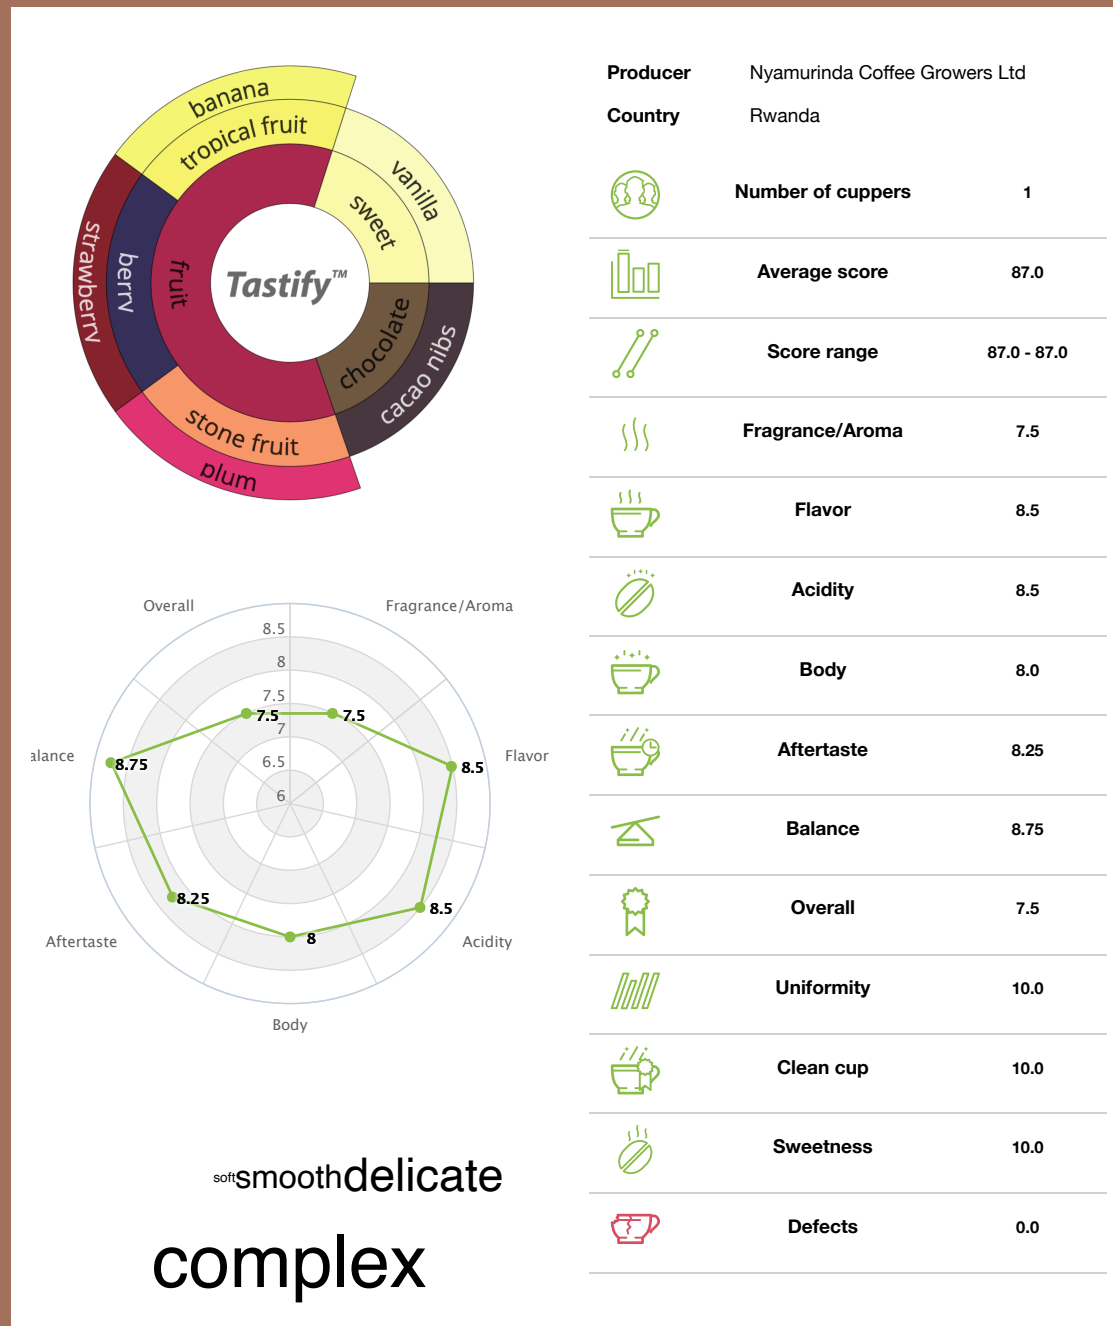 banana
tropical fruit
vanilla
sweet
strawberry
berry
fruit
Tastify™
chocolate
cacao nibs
stone fruit
plum
Producer Nyamurinda Coffee Growers Ltd
Country Rwanda
Number of cuppers 1
Average score 87.0
Score range 87.0 - 87.0
Fragrance/Aroma 7.5
Flavor 8.5
Acidity 8.5
Body 8.0
Aftertaste 8.25
Balance 8.75
Overall 7.5
Uniformity 10.0
Clean cup 10.0
Sweetness 10.0
Defects 0.0
Overall Fragrance/Aroma
8.5
8
7.5
7.5 7.5
7
alance 8.75 Flavor
6.5 8.5
6
8.25 8.5
8
Aftertaste Acidity
Body
soft smooth delicate
complex